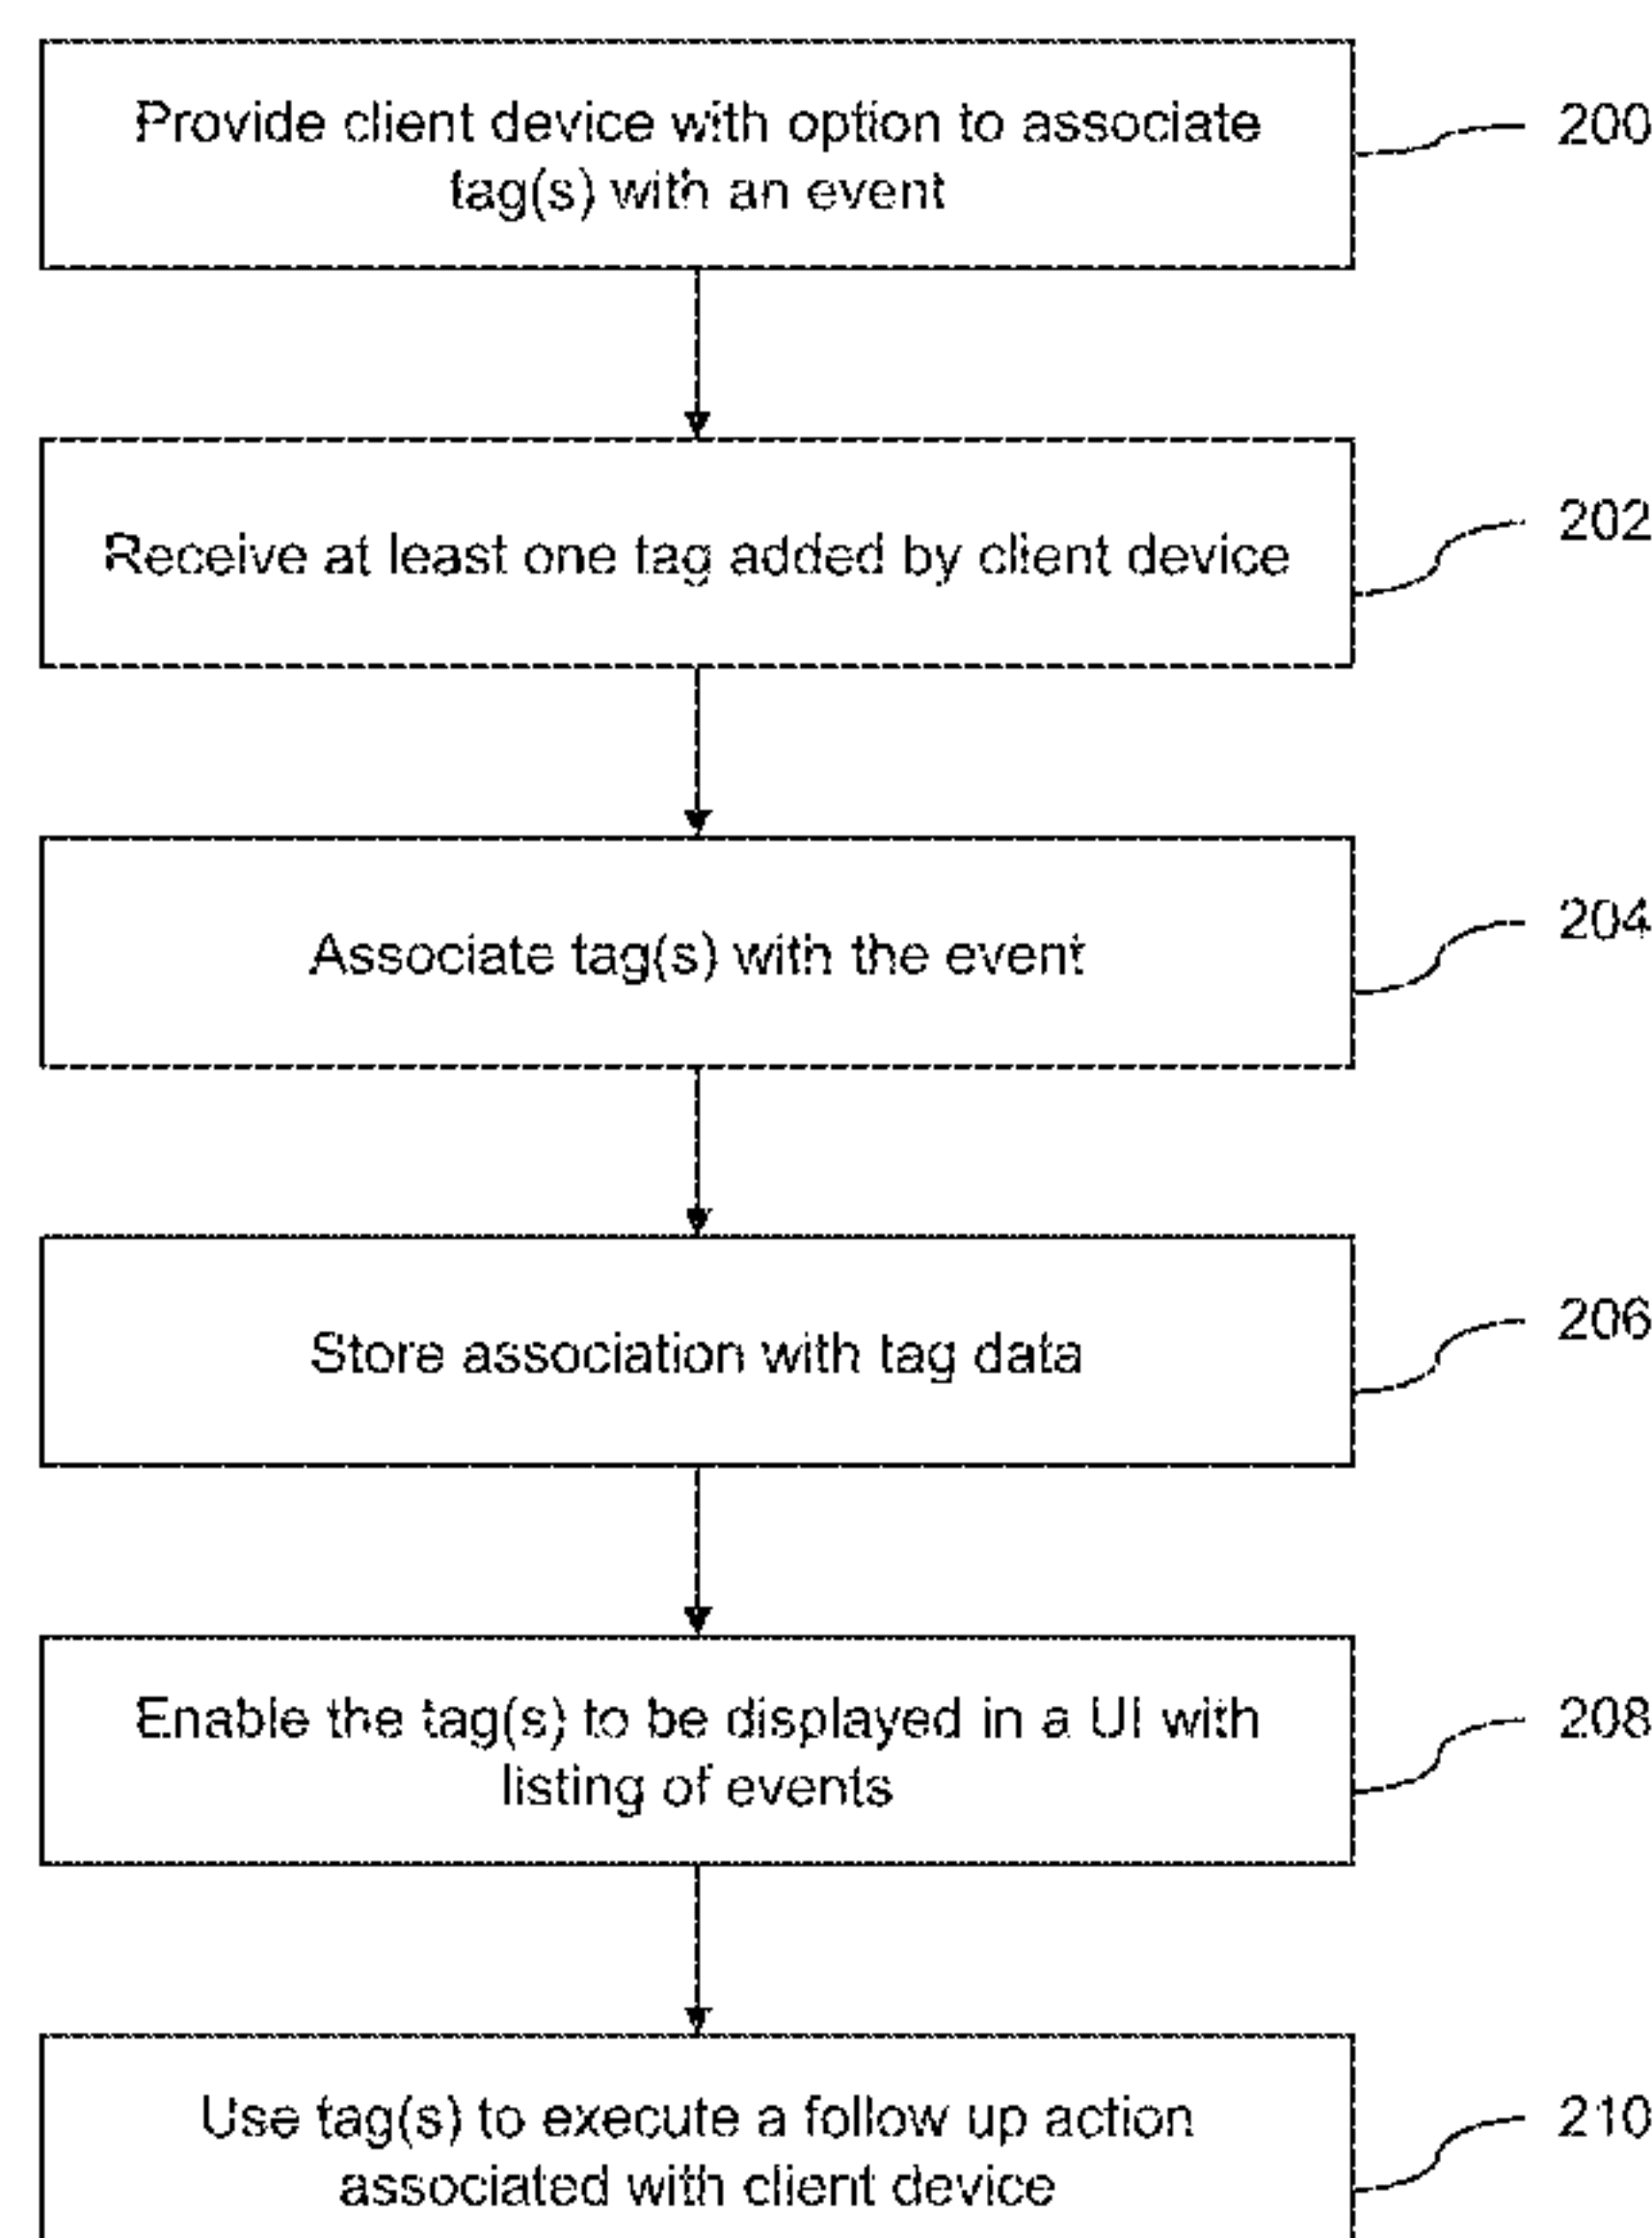 Provide client device with option to associate
tag(s) with an event
200
Receive at least one tag added by client device
202
Associate tag(s) with the event
204
Store association with tag data
206
Enable the tag(s) to be displayed in a UI with
listing of events
208
Use tag(s) to execute a follow up action
associated with client device
210